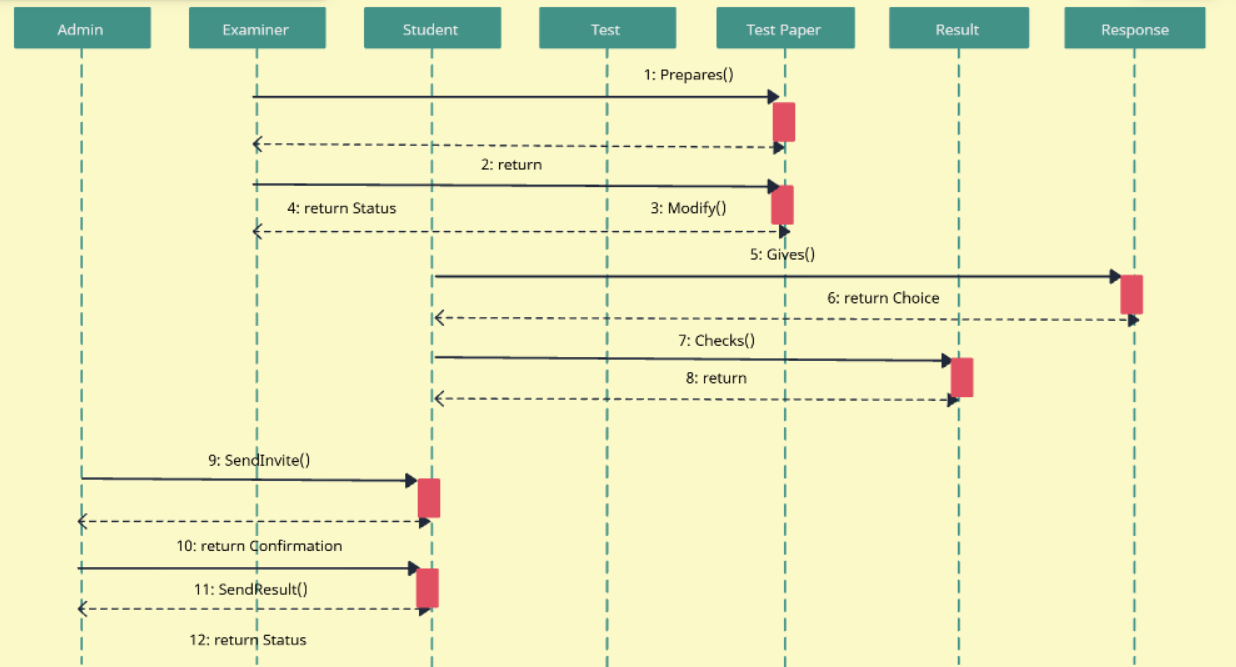 Admin
Examiner
Student
Test
Test Paper
Result
Response
1: Prepares()
2: return
4: return Status
3: Modify()
5: Gives()
6: return Choice
7: Checks()
8: return
9: SendInvite()
10: return Confirmation
11: SendResult()
12: return Status